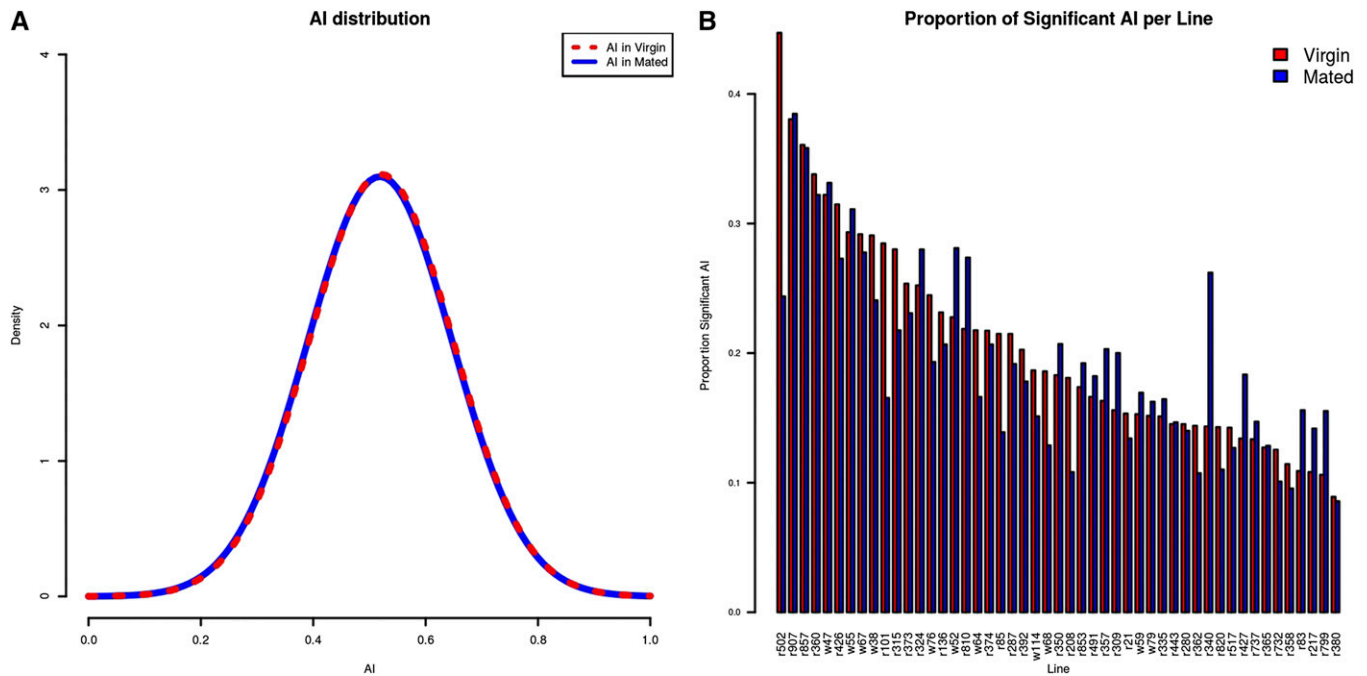 A
AI distribution
AI in Virgin
AI in Mated
4
3
2
1
0
Density
0.0 0.2 0.4 0.6 0.8 1.0
AI
B
Proportion of Significant AI per Line
Virgin
Mated
0.4
0.3
0.2
0.1
0.0
Proportion Significant AI
r502 r907 r857 r360 w47 r426 w55 w67 w38 r101 r315 r373 r324 w76 r136 w52 r810 w64 r374 r85 r287 r392 w114 w68 r350 r208 r853 r491 r357 r309 r21 w59 w79 r335 r443 r280 r362 r340 r820 r517 r427 r737 r365 r732 r358 r83 r217 r799 r380
Line